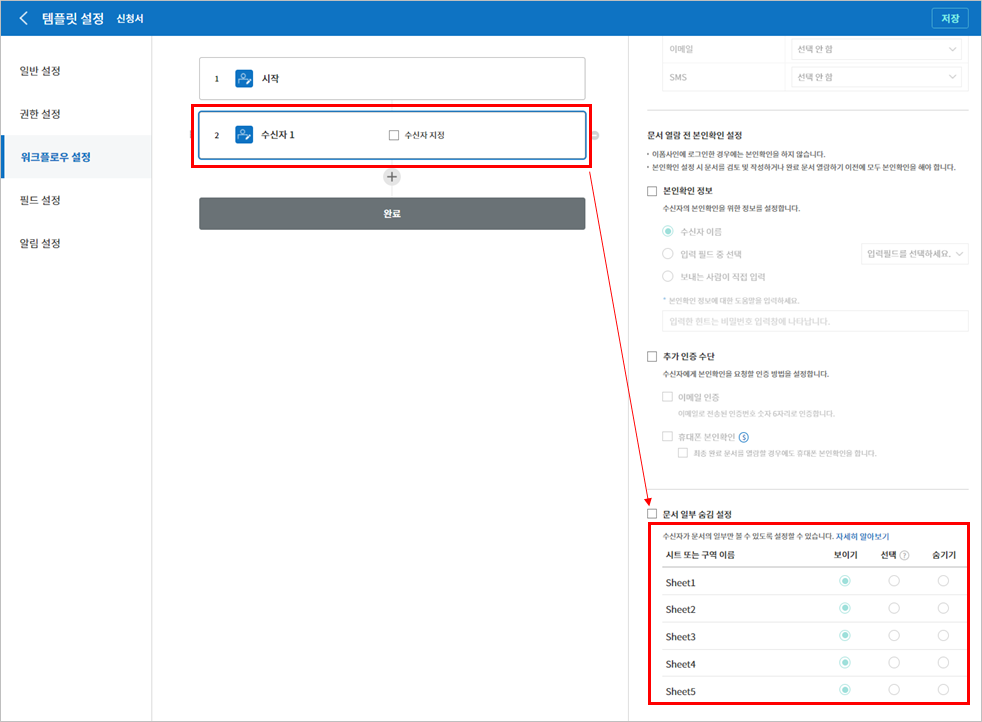 템플릿 설정 신청서 저장
일반 설정
권한 설정
워크플로우 설정
필드 설정
알림 설정
1 시작
2 수신자 1 수신자 지정
완료
이메일 선택 안 함
SMS 선택 안 함
문서 열람 전 본인확인 설정
• 이폼사인에 로그인한 경우에는 본인확인을 하지 않습니다.
• 본인확인 설정 시 문서를 검토 및 작성하거나 완료 문서 열람하기 이전에 모두 본인확인을 해야 합니다.
본인확인 정보
수신자의 본인확인을 위한 정보를 설정합니다.
수신자 이름
입력 필드 중 선택 입력필드를 선택하세요.
보내는 사람이 직접 입력
* 본인확인 정보에 대한 도움말을 입력하세요.
입력한 힌트는 비밀번호 입력창에 나타납니다.
추가 인증 수단
수신자에게 본인확인을 요청할 인증 방법을 설정합니다.
이메일 인증
이메일로 전송된 인증번호 숫자 6자리로 인증합니다.
휴대폰 본인확인 $
최종 완료 문서를 열람할 경우에도 휴대폰 본인확인을 합니다.
문서 일부 숨김 설정
수신자가 문서의 일부만 볼 수 있도록 설정할 수 있습니다. 자세히 알아보기
시트 또는 구역 이름 보이기 선택 ? 숨기기
Sheet1
Sheet2
Sheet3
Sheet4
Sheet5